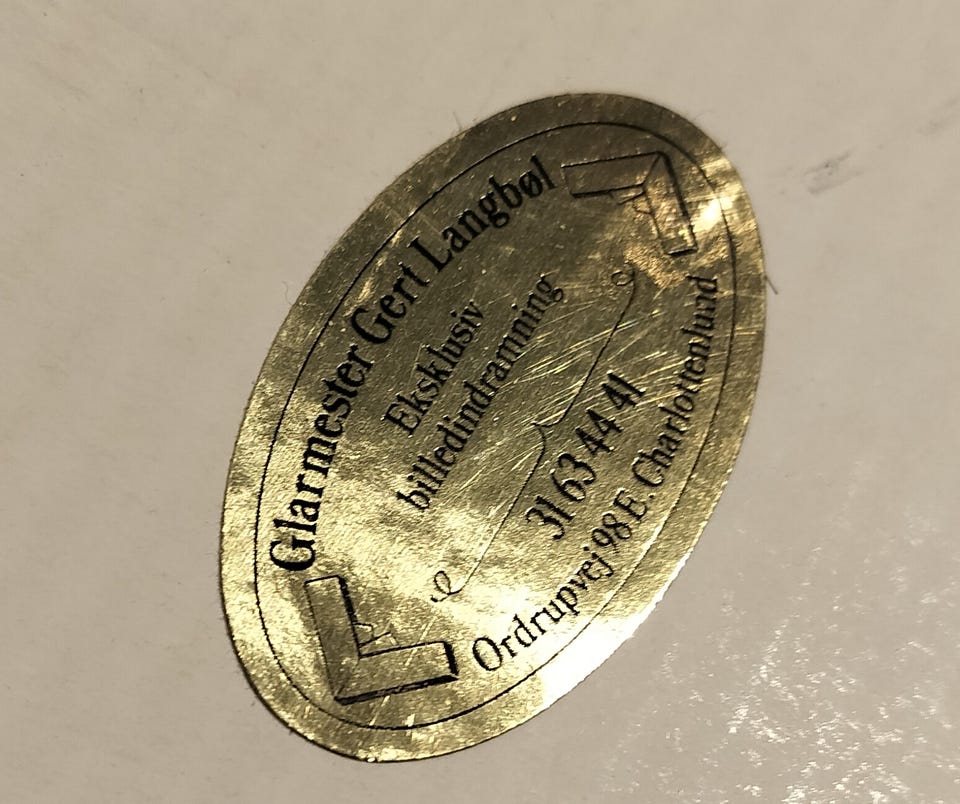 Glarmester Gert Langbøl
Eksklusiv
billedindramning
31 63 44 41
Ordrupvej 98 E. Charlottenlund